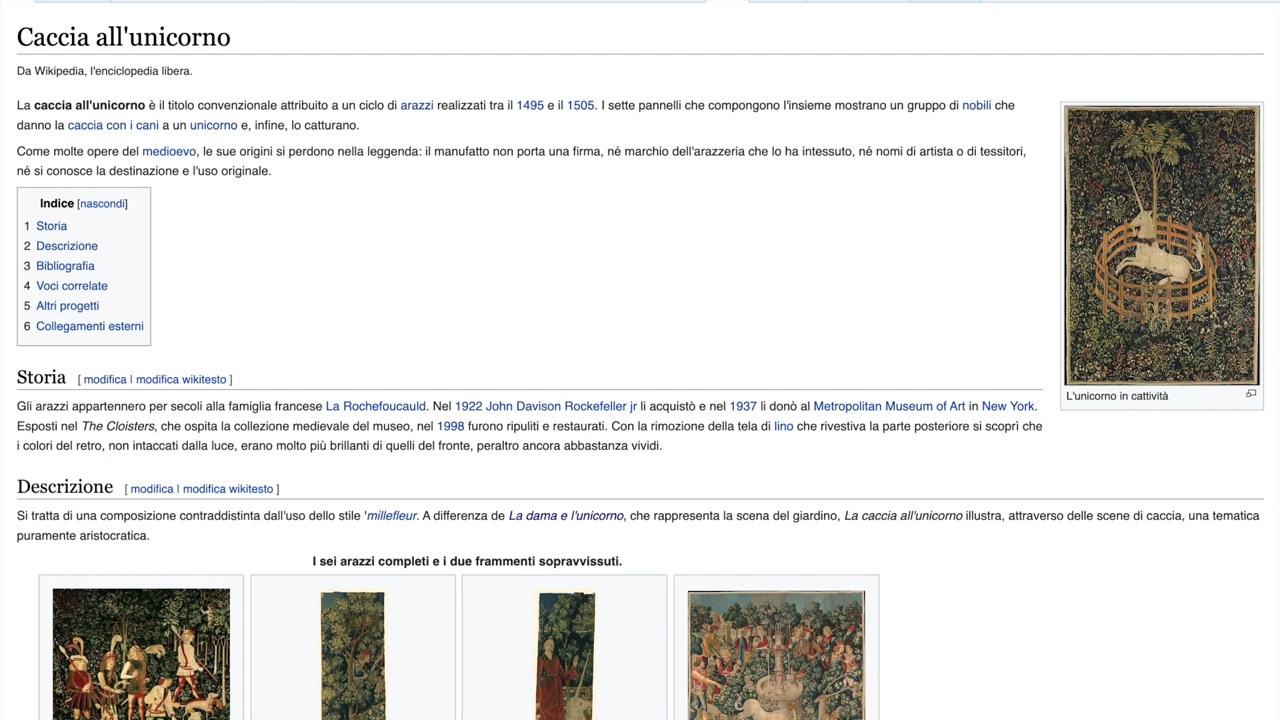 Caccia all'unicorno
Da Wikipedia, l'enciclopedia libera.
La caccia all'unicorno è il titolo convenzionale attribuito a un ciclo di arazzi realizzati tra il 1495 e il 1505. I sette pannelli che compongono l'insieme mostrano un gruppo di nobili che
danno la caccia con i cani a un unicorno e, infine, lo catturano.
Come molte opere del medioevo, le sue origini si perdono nella leggenda: il manufatto non porta una firma, né marchio dell'arazzeria che lo ha intessuto, né nomi di artista o di tessitori,
né si conosce la destinazione e l'uso originale.
Indice [nascondi]
1 Storia
2 Descrizione
3 Bibliografia
4 Voci correlate
5 Altri progetti
6 Collegamenti esterni
L'unicorno in cattività
Storia [ modifica | modifica wikitesto ]
Gli arazzi appartennero per secoli alla famiglia francese La Rochefoucauld. Nel 1922 John Davison Rockefeller jr li acquistò e nel 1937 li donò al Metropolitan Museum of Art in New York.
Esposti nel The Cloisters, che ospita la collezione medievale del museo, nel 1998 furono ripuliti e restaurati. Con la rimozione della tela di lino che rivestiva la parte posteriore si scoprì che
i colori del retro, non intaccati dalla luce, erano molto più brillanti di quelli del fronte, peraltro ancora abbastanza vividi.
Descrizione [ modifica | modifica wikitesto ]
Si tratta di una composizione contraddistinta dall'uso dello stile 'millefleur. A differenza de La dama e l'unicorno, che rappresenta la scena del giardino, La caccia all'unicorno illustra, attraverso delle scene di caccia, una tematica
puramente aristocratica.
I sei arazzi completi e i due frammenti sopravvissuti.